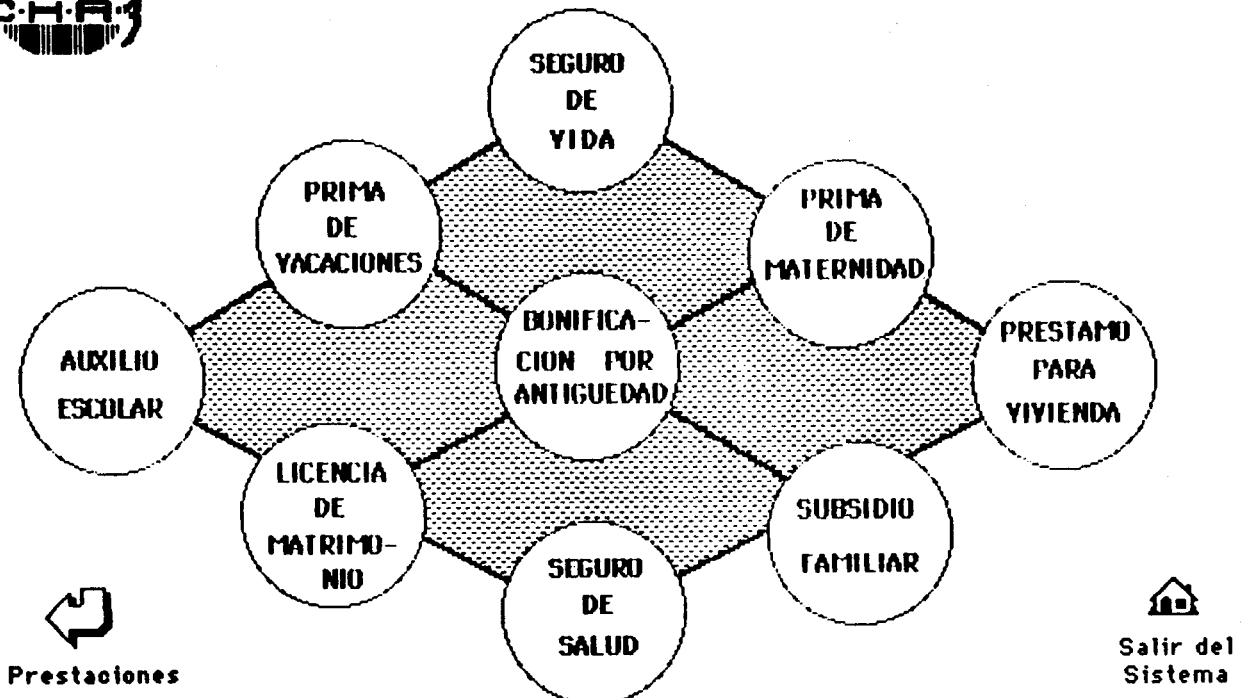 C·H·A·
SEGURO
DE
VIDA
PRIMA
DE
VACACIONES
PRIMA
DE
MATERNIDAD
AUXILIO
ESCOLAR
BONIFICA-
CION POR
ANTIGUEDAD
PRESTAMO
PARA
VIVIENDA
LICENCIA
DE
MATRIMO-
NIO
SUBSIDIO
FAMILIAR
SEGURO
DE
SALUD
Prestaciones
Salir del
Sistema